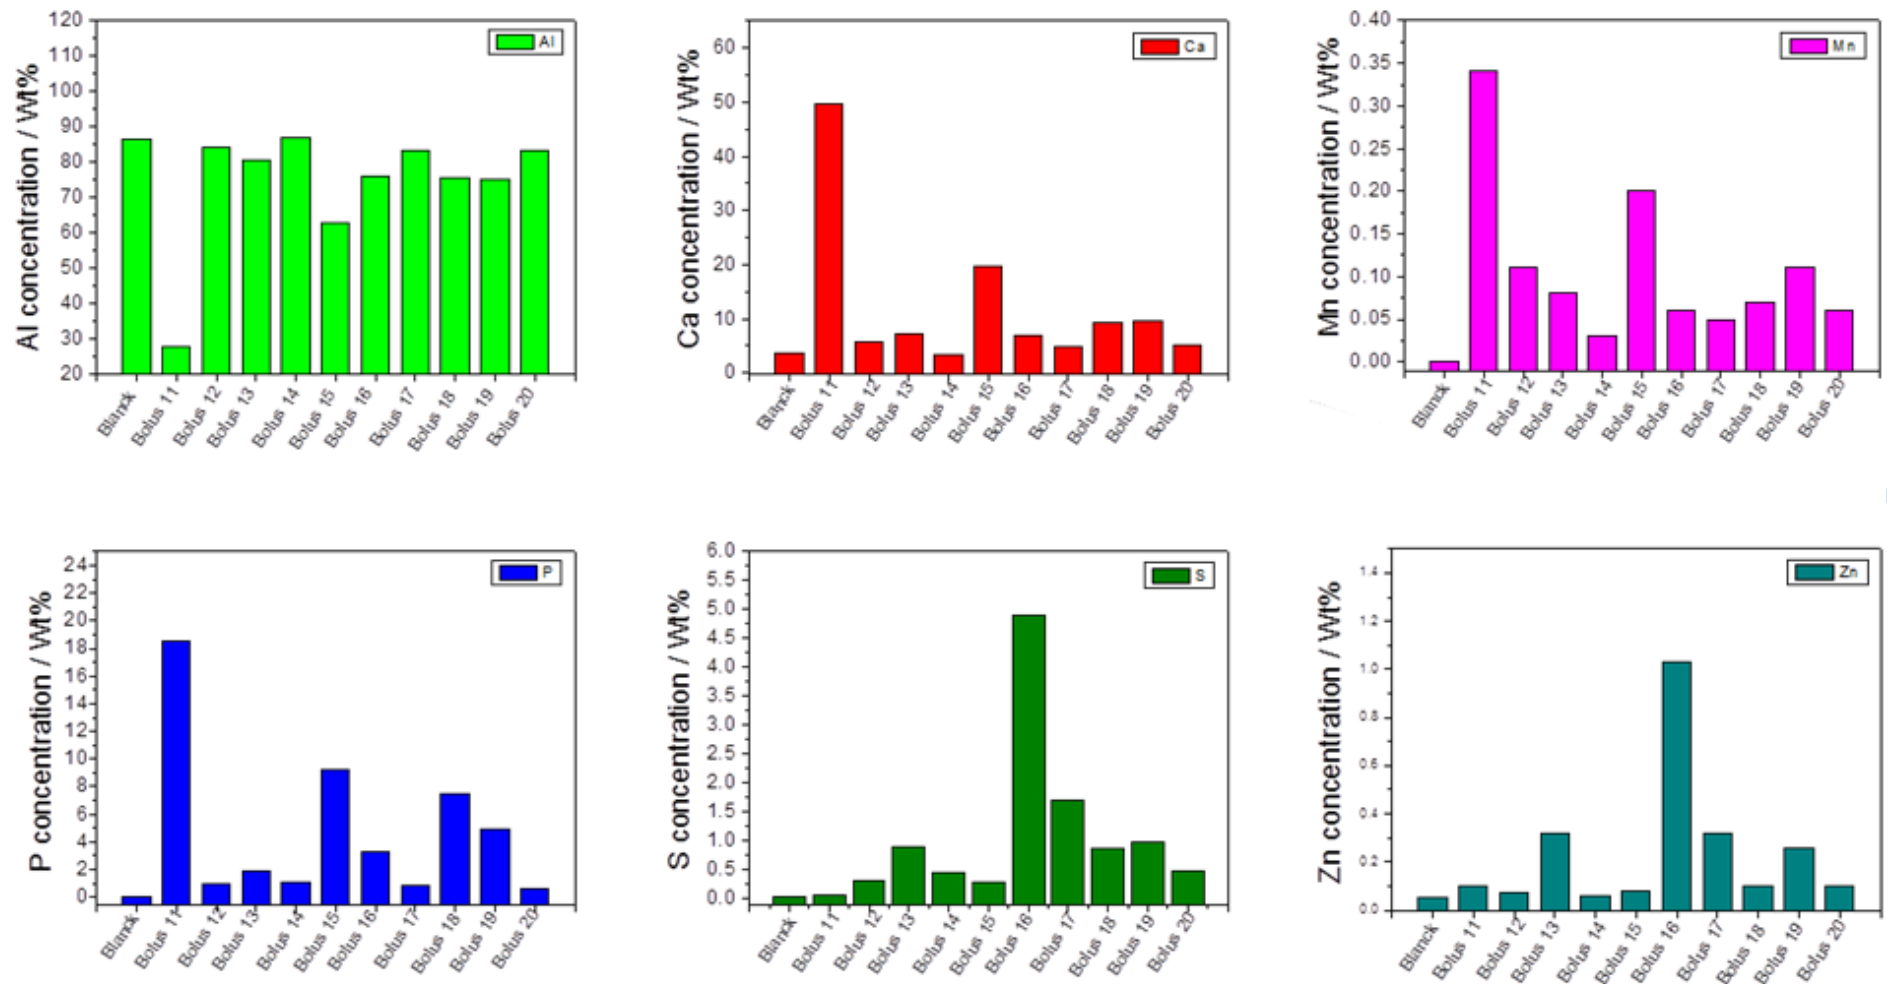 Al concentration / Wt%
120
110
100
90
80
70
60
50
40
30
20
Al
Blanck
Bolus 11
Bolus 12
Bolus 13
Bolus 14
Bolus 15
Bolus 16
Bolus 17
Bolus 18
Bolus 19
Bolus 20
Ca concentration / Wt%
60
50
40
30
20
10
0
Ca
Blanck
Bolus 11
Bolus 12
Bolus 13
Bolus 14
Bolus 15
Bolus 16
Bolus 17
Bolus 18
Bolus 19
Bolus 20
Mn concentration / Wt%
0.40
0.35
0.30
0.25
0.20
0.15
0.10
0.05
0.00
Mn
Blanck
Bolus 11
Bolus 12
Bolus 13
Bolus 14
Bolus 15
Bolus 16
Bolus 17
Bolus 18
Bolus 19
Bolus 20
P concentration / Wt%
24
22
20
18
16
14
12
10
8
6
4
2
0
P
Blanck
Bolus 11
Bolus 12
Bolus 13
Bolus 14
Bolus 15
Bolus 16
Bolus 17
Bolus 18
Bolus 19
Bolus 20
S concentration / Wt%
6.0
5.5
5.0
4.5
4.0
3.5
3.0
2.5
2.0
1.5
1.0
0.5
0.0
S
Blanck
Bolus 11
Bolus 12
Bolus 13
Bolus 14
Bolus 15
Bolus 16
Bolus 17
Bolus 18
Bolus 19
Bolus 20
Zn concentration / Wt%
1.4
1.2
1.0
0.8
0.6
0.4
0.2
0.0
Zn
Blanck
Bolus 11
Bolus 12
Bolus 13
Bolus 14
Bolus 15
Bolus 16
Bolus 17
Bolus 18
Bolus 19
Bolus 20